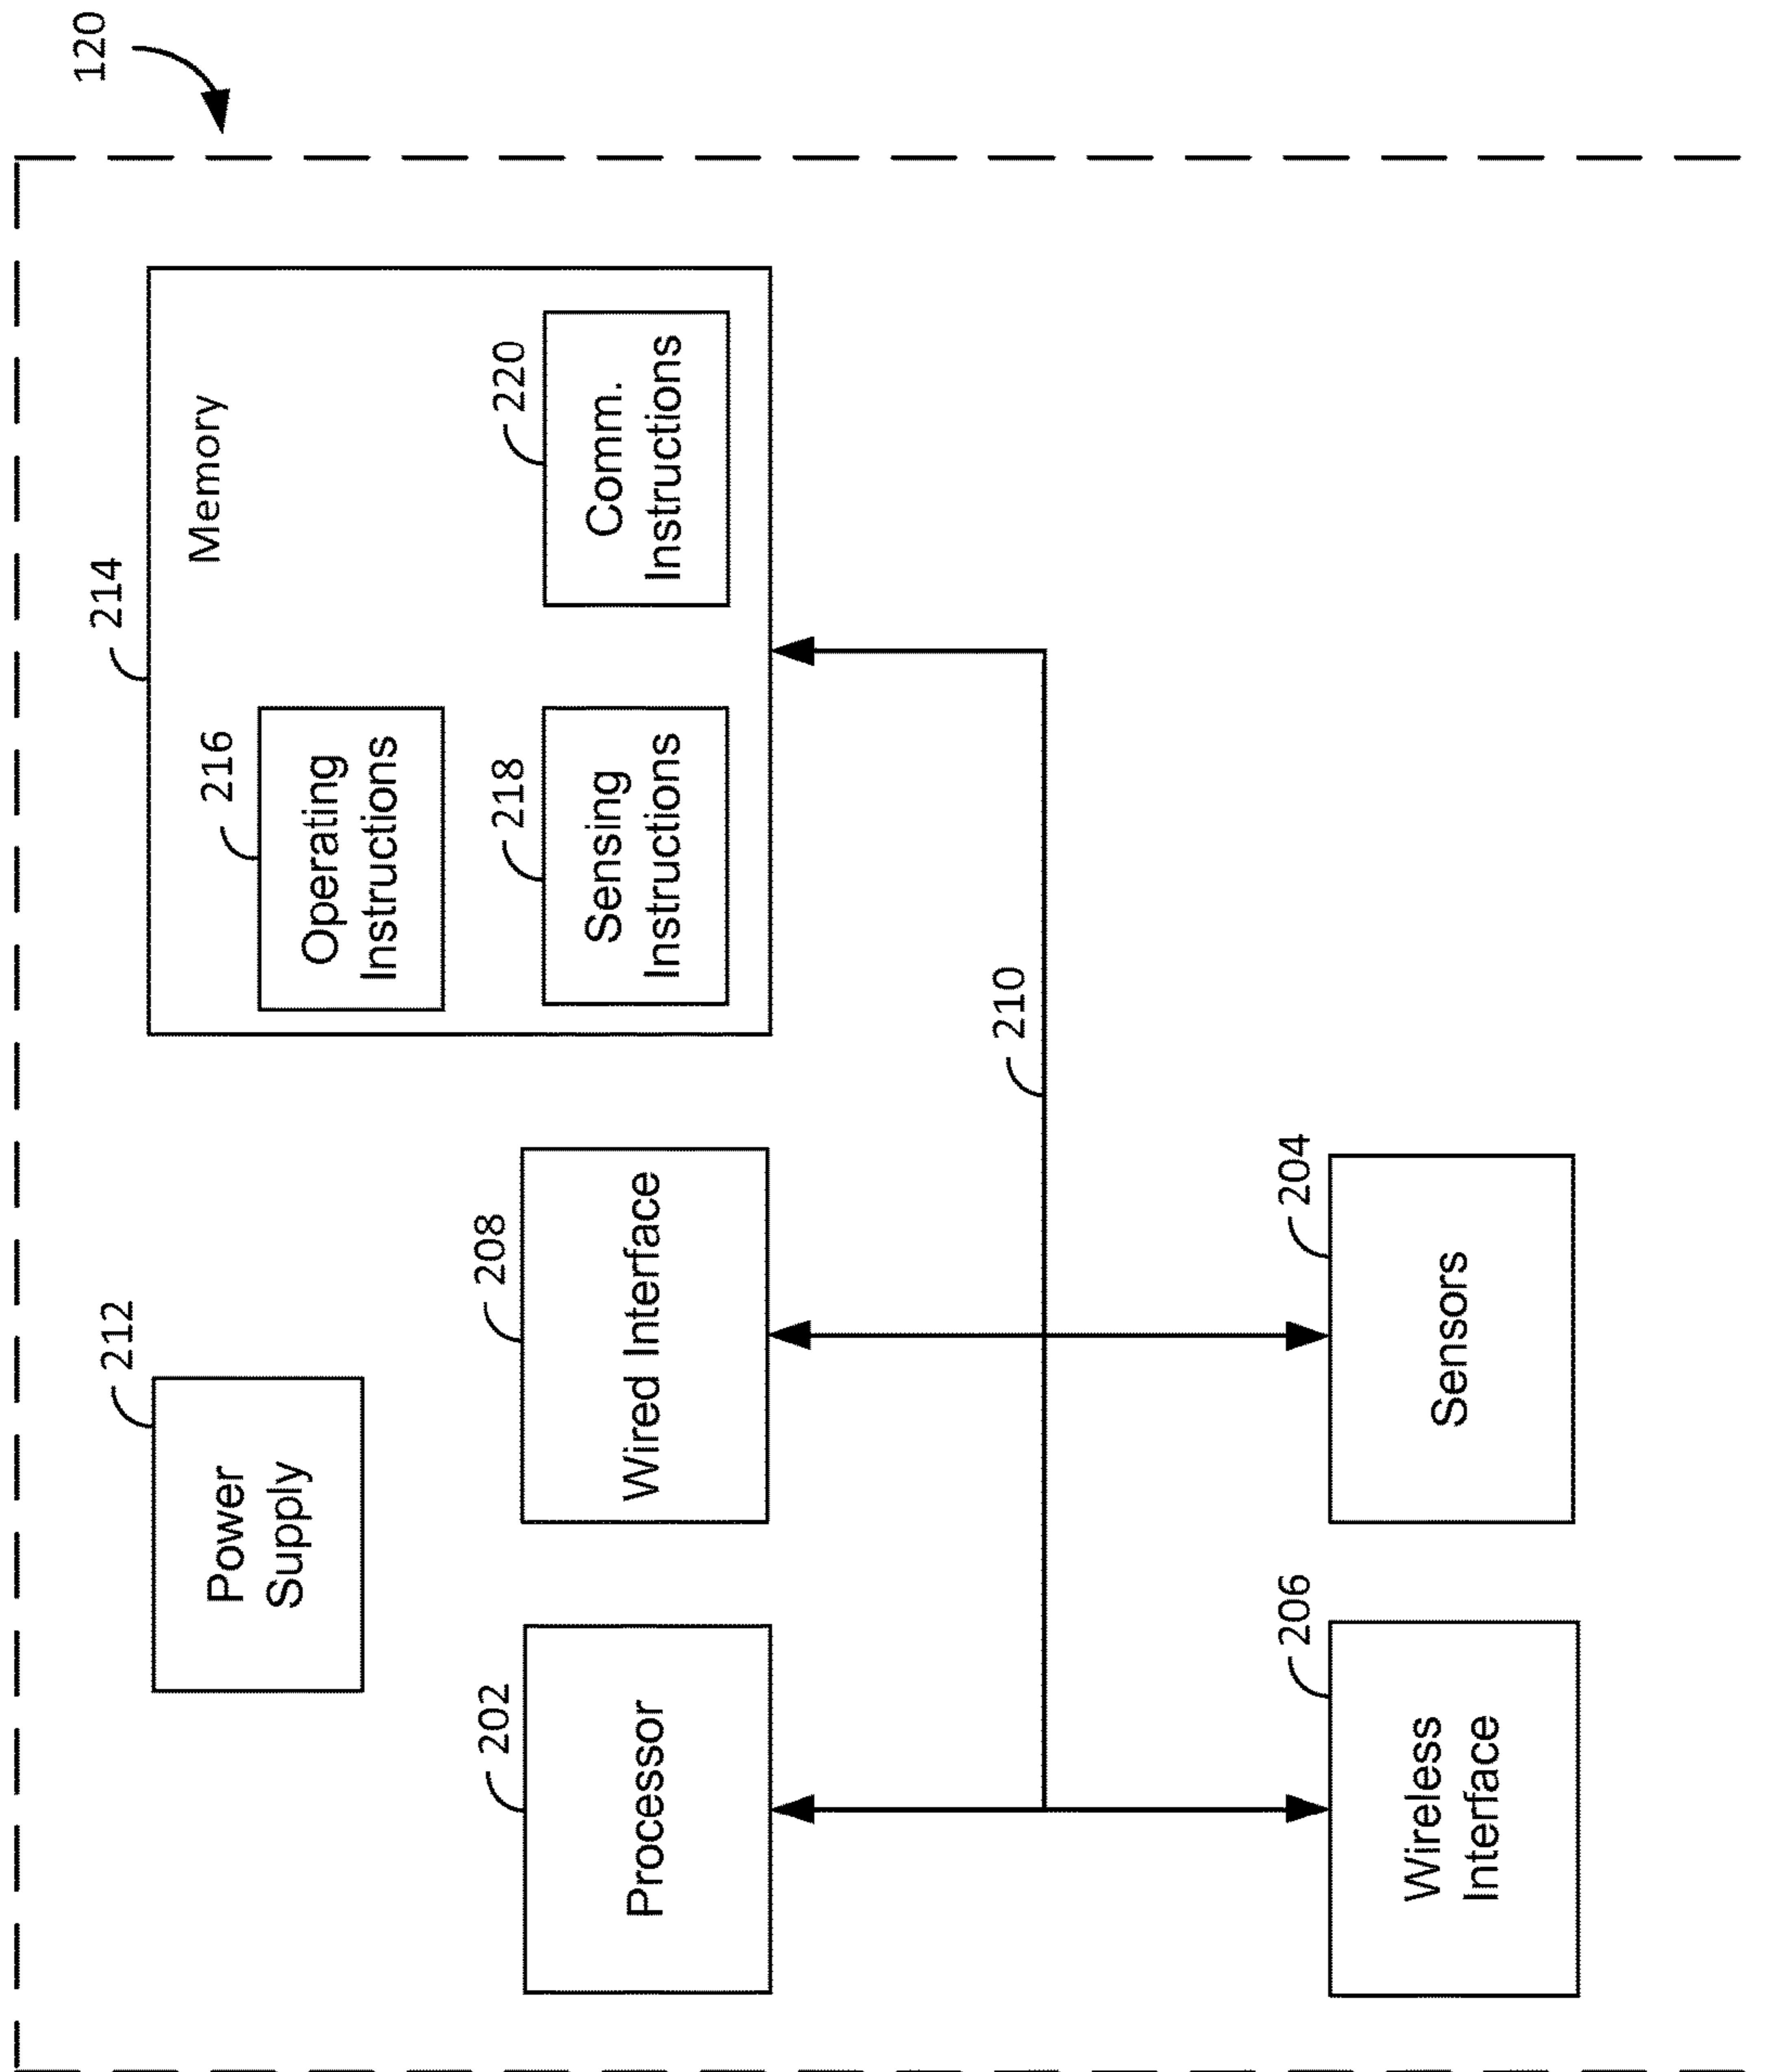 120
212
Power
Supply
214
Memory
216
Operating
Instructions
202
Processor
208
Wired Interface
218
Sensing
Instructions
220
Comm.
Instructions
210
206
Wireless
Interface
204
Sensors